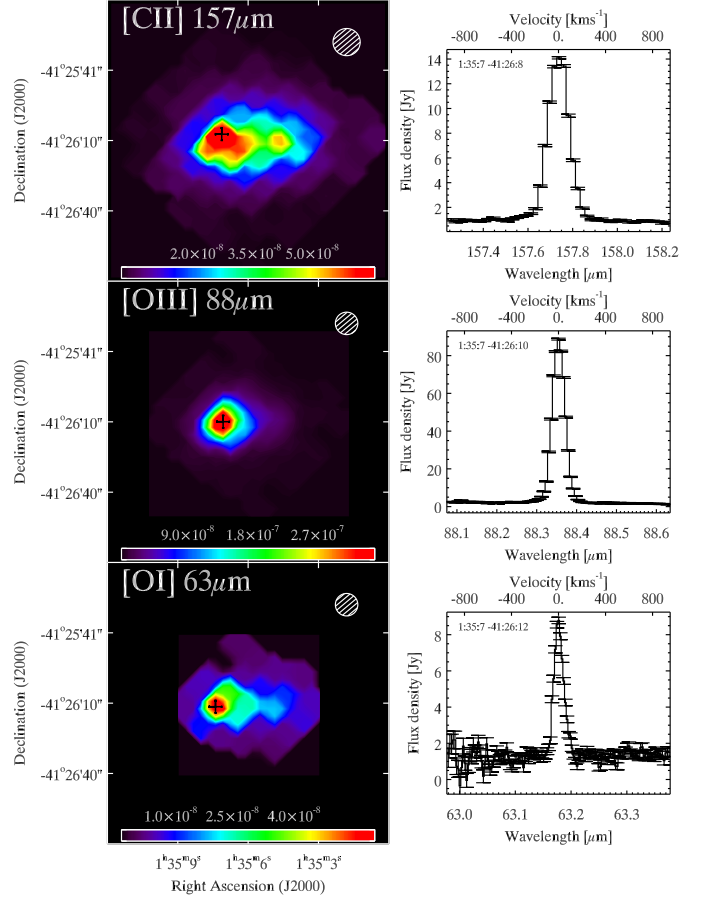 [CII] 157μm
Declination (J2000)
-41°25'41"
-41°26'10"
-41°26'40"
2.0×10⁻⁸ 3.5×10⁻⁸ 5.0×10⁻⁸
Velocity [kms⁻¹]
-800 -400 0. 400 800
1:35:7 -41:26:8
Flux density [Jy]
14
12
10
8
6
4
2
157.4 157.6 157.8 158.0 158.2
Wavelength [μm]
[OIII] 88μm
Declination (J2000)
-41°25'41"
-41°26'10"
-41°26'40"
9.0×10⁻⁸ 1.8×10⁻⁷ 2.7×10⁻⁷
Velocity [kms⁻¹]
-800 -400 0. 400 800
1:35:7 -41:26:10
Flux density [Jy]
80
60
40
20
0
88.1 88.2 88.3 88.4 88.5 88.6
Wavelength [μm]
[OI] 63μm
Declination (J2000)
-41°25'41"
-41°26'10"
-41°26'40"
1.0×10⁻⁸ 2.5×10⁻⁸ 4.0×10⁻⁸
1ʰ35ᵐ9ˢ 1ʰ35ᵐ6ˢ 1ʰ35ᵐ3ˢ
Right Ascension (J2000)
Velocity [kms⁻¹]
-800 -400 0. 400 800
1:35:7 -41:26:12
Flux density [Jy]
8
6
4
2
0
63.0 63.1 63.2 63.3
Wavelength [μm]